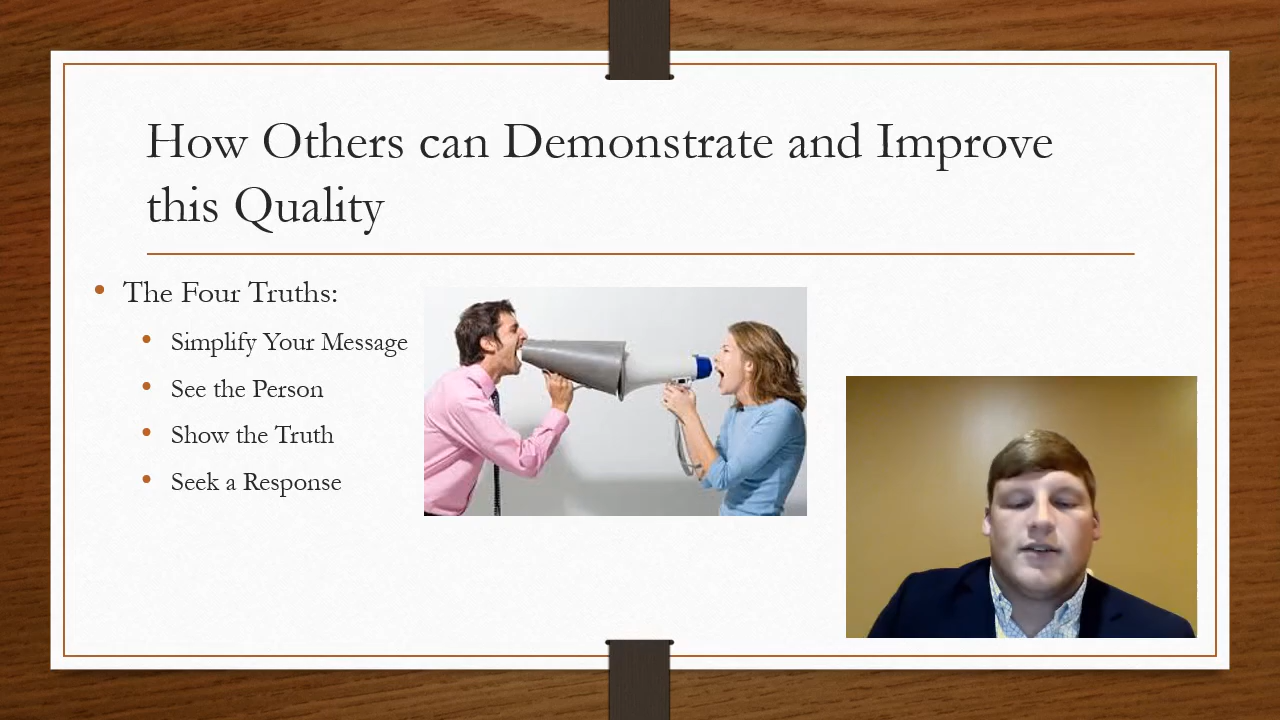 How Others can Demonstrate and Improve
this Quality
The Four Truths:
Simplify Your Message
See the Person
Show the Truth
Seek a Response